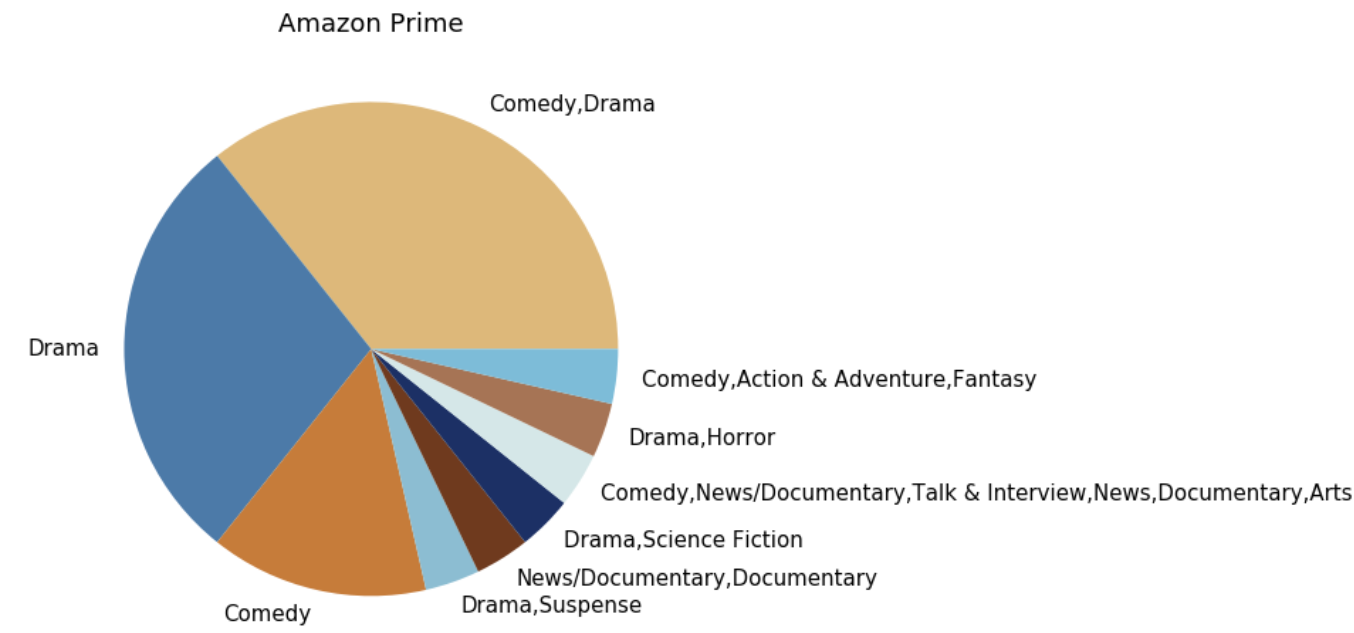 Amazon Prime
Comedy,Drama
Drama
Comedy,Action & Adventure,Fantasy
Drama,Horror
Comedy,News/Documentary,Talk & Interview,News,Documentary,Arts
Drama,Science Fiction
News/Documentary,Documentary
Drama,Suspense
Comedy